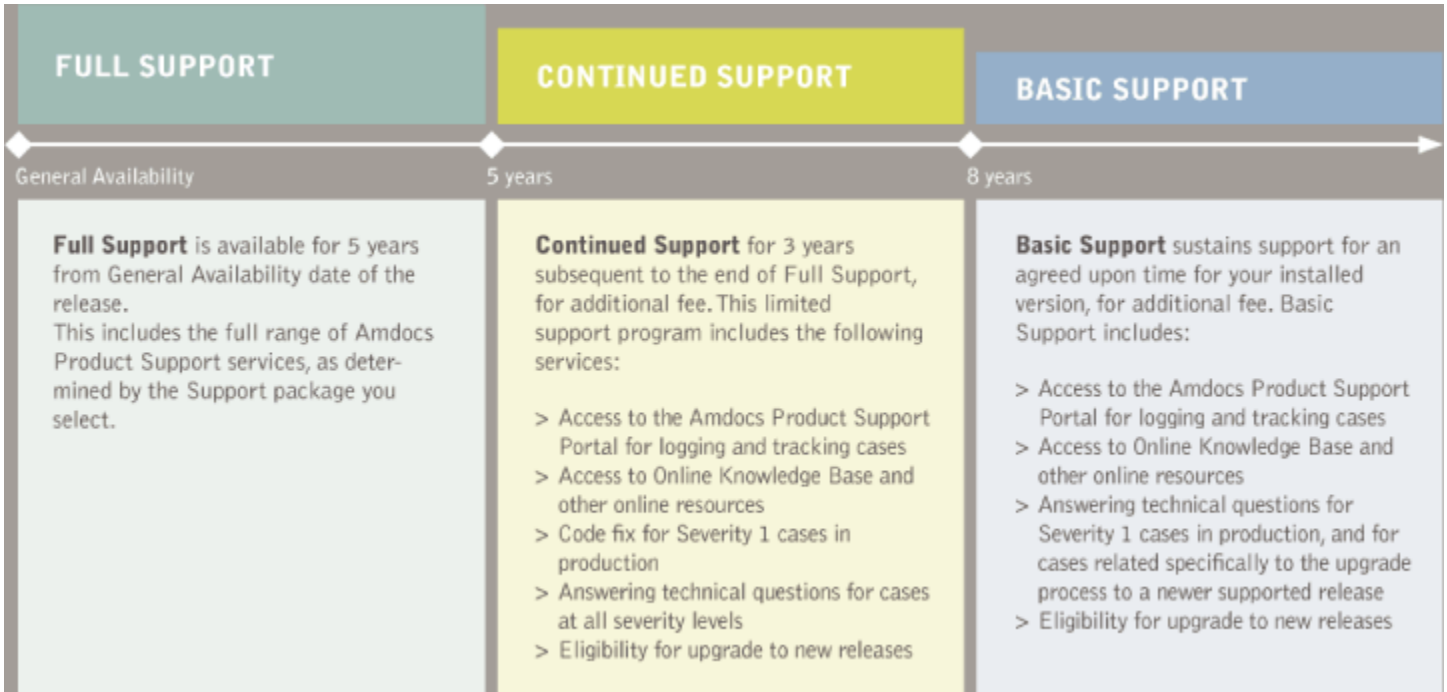 FULL SUPPORT
CONTINUED SUPPORT
BASIC SUPPORT
General Availability
5 years
8 years
Full Support is available for 5 years
from General Availability date of the
release.
This includes the full range of Amdocs
Product Support services, as deter-
mined by the Support package you
select.
Continued Support for 3 years
subsequent to the end of Full Support,
for additional fee. This limited
support program includes the following
services:
> Access to the Amdocs Product Support
Portal for logging and tracking cases
> Access to Online Knowledge Base and
other online resources
> Code fix for Severity 1 cases in
production
> Answering technical questions for cases
at all severity levels
> Eligibility for upgrade to new releases
Basic Support sustains support for an
agreed upon time for your installed
version, for additional fee. Basic
Support includes:
> Access to the Amdocs Product Support
Portal for logging and tracking cases
> Access to Online Knowledge Base and
other online resources
> Answering technical questions for
Severity 1 cases in production, and for
cases related specifically to the upgrade
process to a newer supported release
> Eligibility for upgrade to new releases